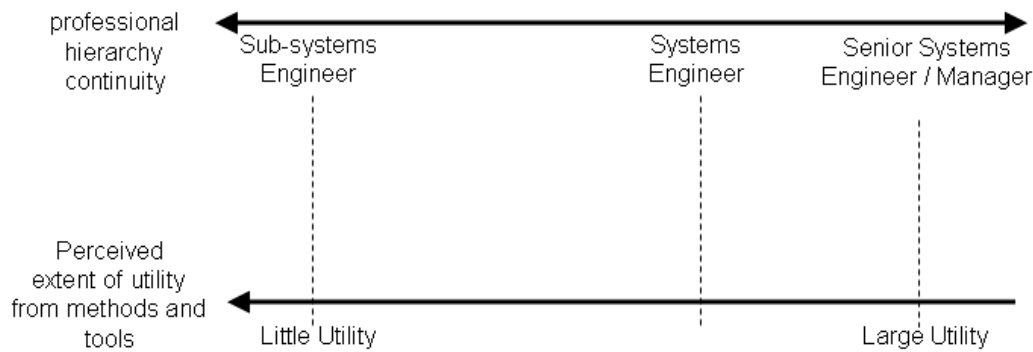 professional
hierarchy
continuity
Sub-systems
Engineer
Systems
Engineer
Senior Systems
Engineer / Manager
Perceived
extent of utility
from methods and
tools
Little Utility
Large Utility